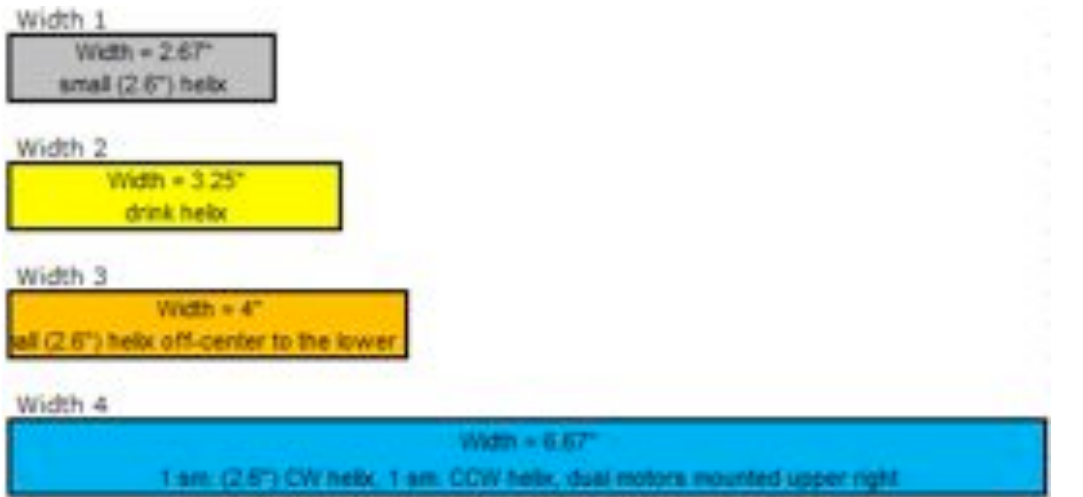 Width 1
Width = 2.67"
small (2.6") helix
Width 2
Width = 3.25"
drink helix
Width 3
Width = 4"
all (2.6") helix off-center to the lower
Width 4
Width = 6.67"
1 sm. (2.6") CW helix, 1 sm. CCW helix, dual motors mounted upper right